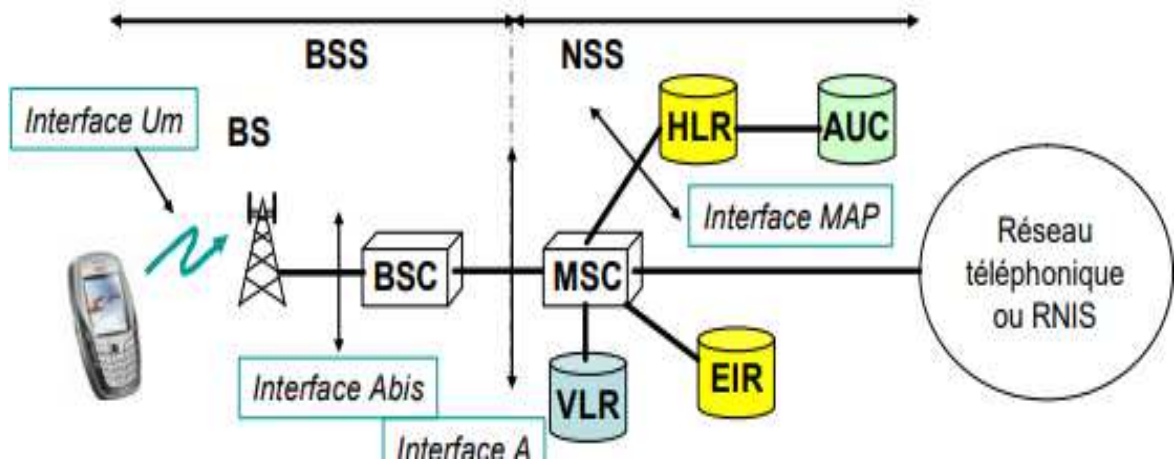 BSS
NSS
Interface Um
BS
HLR
AUC
Interface MAP
BSC
MSC
Réseau
téléphonique
ou RNIS
Interface Abis
VLR
EIR
Interface A